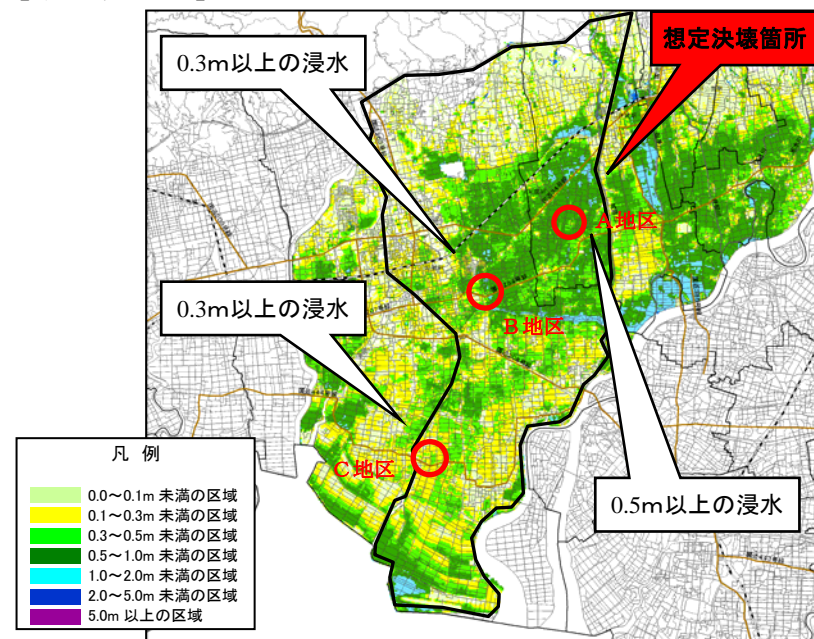 想定決壊箇所
0.3m以上の浸水
A地区
B地区
0.3m以上の浸水
C地区
0.5m以上の浸水
凡 例
0.0～0.1m 未満の区域
0.1～0.3m 未満の区域
0.3～0.5m 未満の区域
0.5～1.0m 未満の区域
1.0～2.0m 未満の区域
2.0～5.0m 未満の区域
5.0m 以上の区域